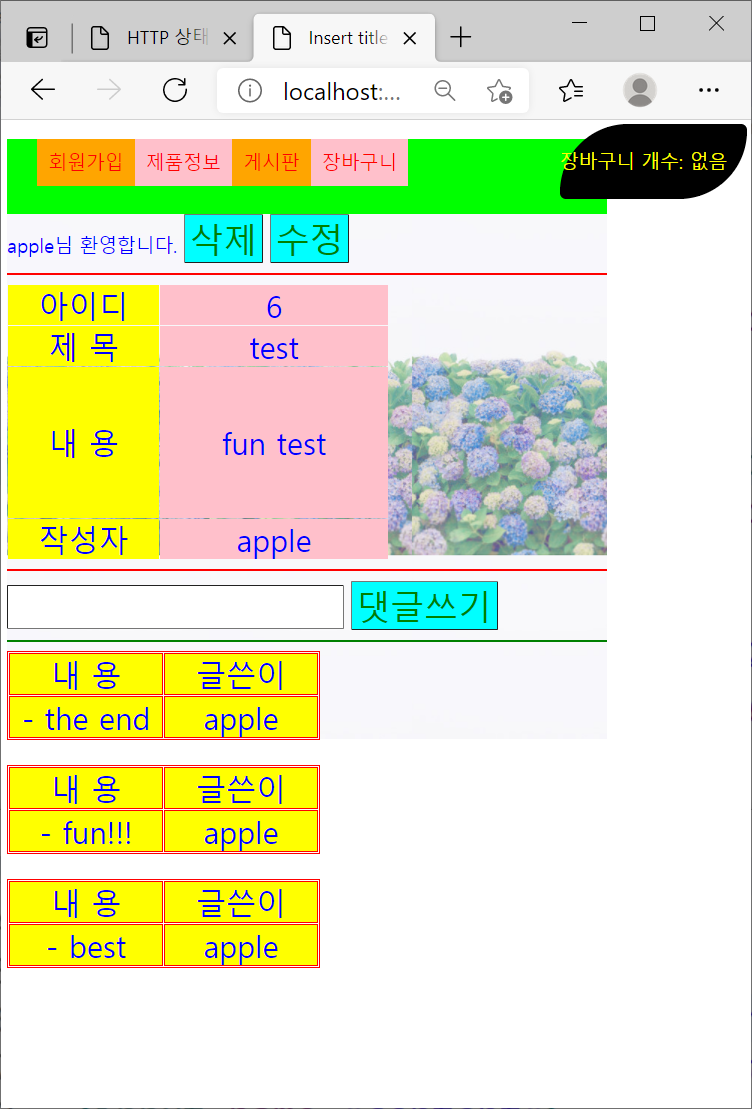 HTTP 상태
Insert title
localhost:...
회원가입 제품정보 게시판 장바구니
장바구니 개수: 없음
apple님 환영합니다. 삭제 수정
아이디 6
제 목 test
내 용 fun test
작성자 apple
댓글쓰기
내 용 글쓴이
- the end apple
내 용 글쓴이
- fun!!! apple
내 용 글쓴이
- best apple